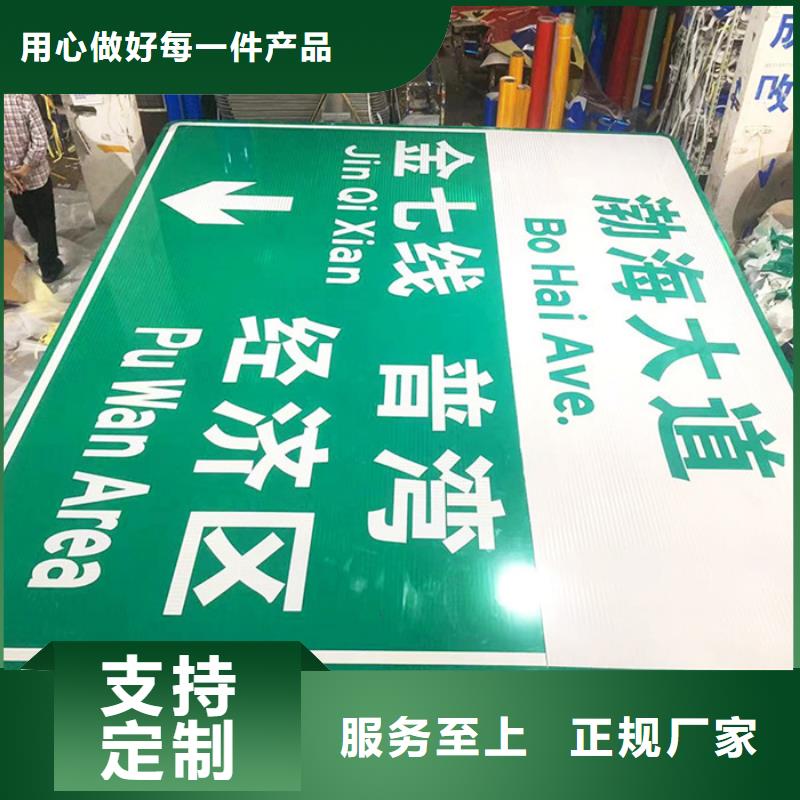 用心做好每一件产品
渤海大道
Bo Hai Ave.
金七线 普湾
Jin Qi Xian
经济区
Pu Wan Area
支持
定制
服务至上 正规厂家